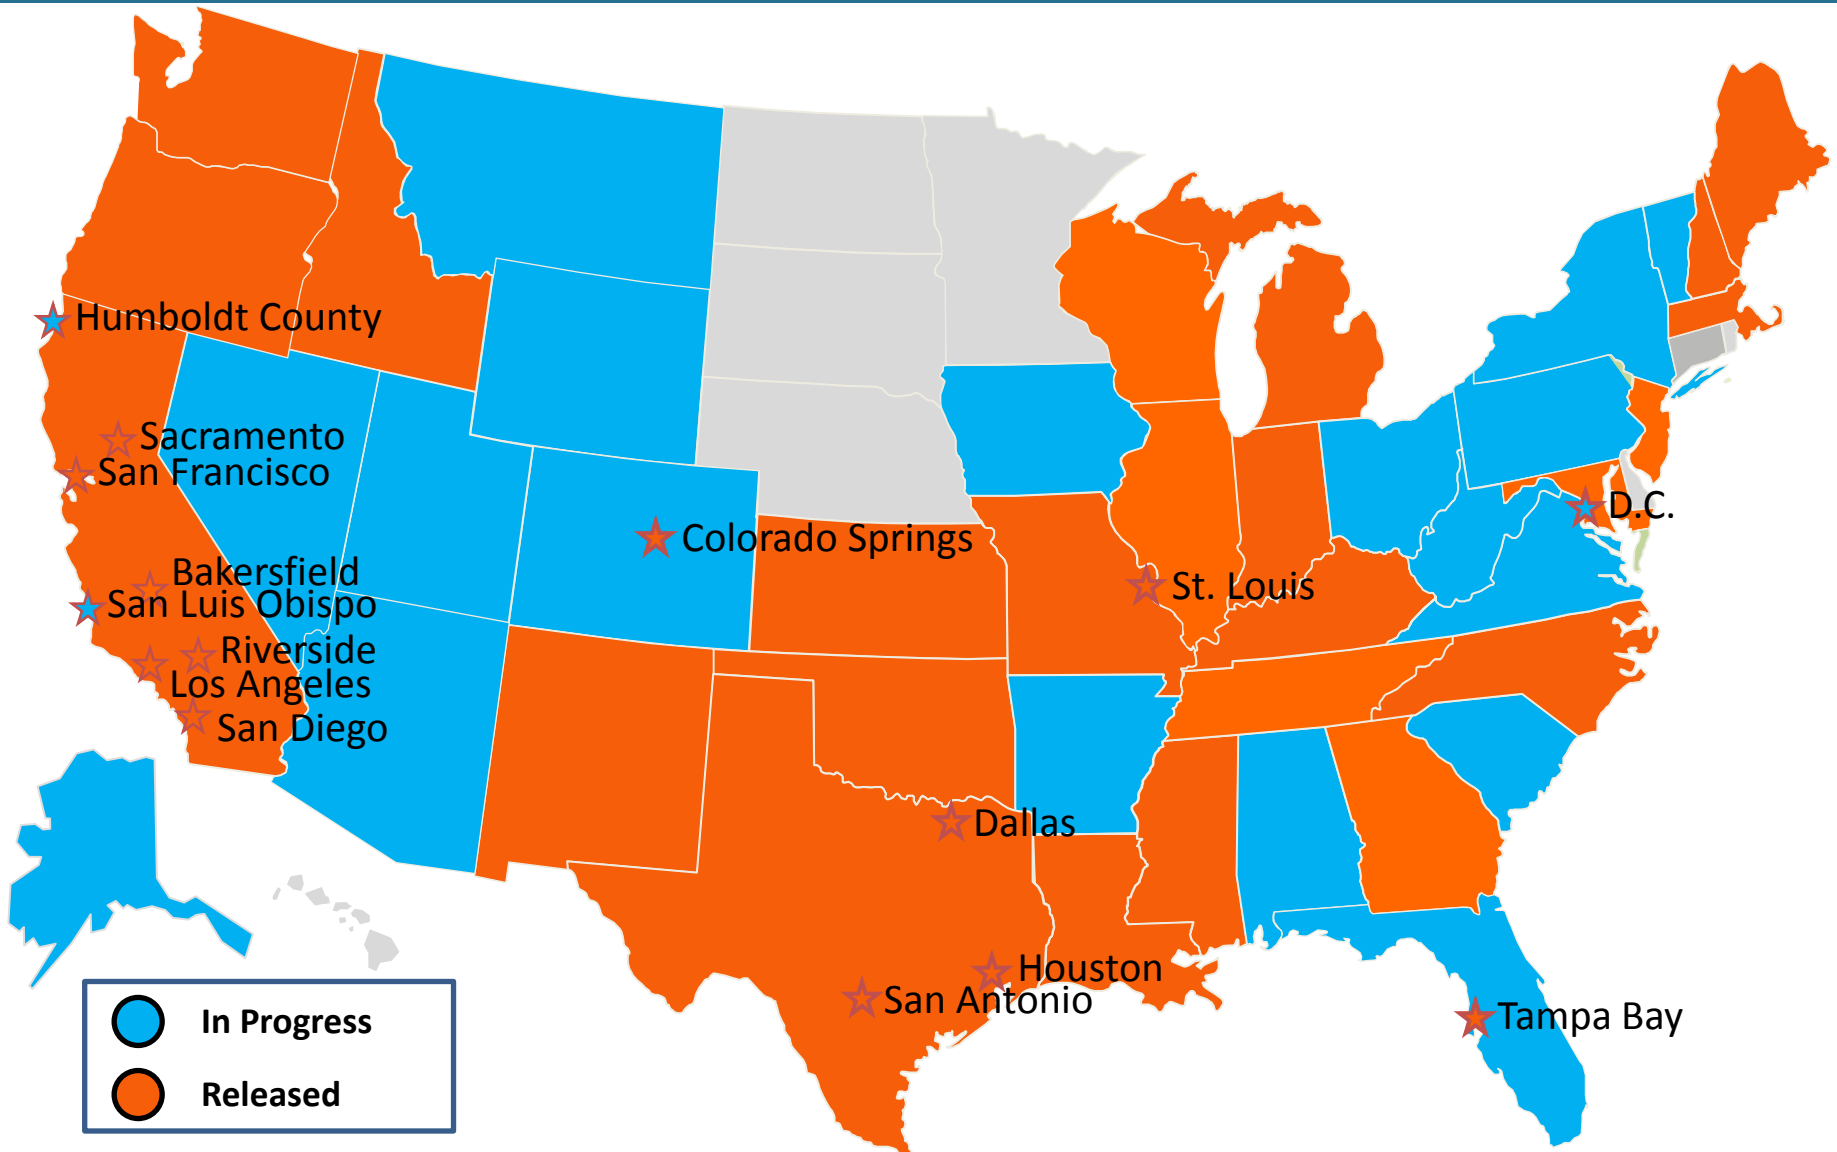 Humboldt County
Sacramento
San Francisco
D.C.
Colorado Springs
Bakersfield
St. Louis
San Luis Obispo
Riverside
Los Angeles
San Diego
Dallas
Houston
San Antonio
Tampa Bay
In Progress
Released